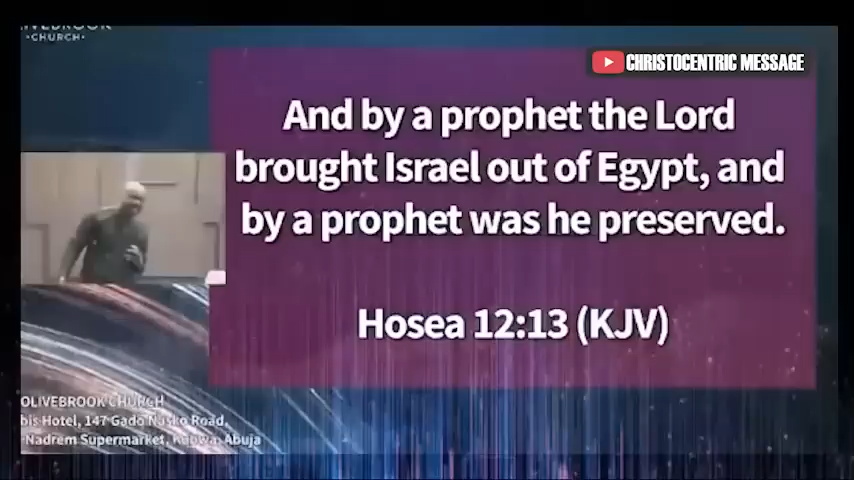 ·CHURCH·
CHRISTOCENTRIC MESSAGE
And by a prophet the Lord
brought Israel out of Egypt, and
by a prophet was he preserved.
Hosea 12:13 (KJV)
OLIVEBROOK CHURCH
bis Hotel, 147 Gado Nasko Road,
Nadrem Supermarket, Kubwa, Abuja